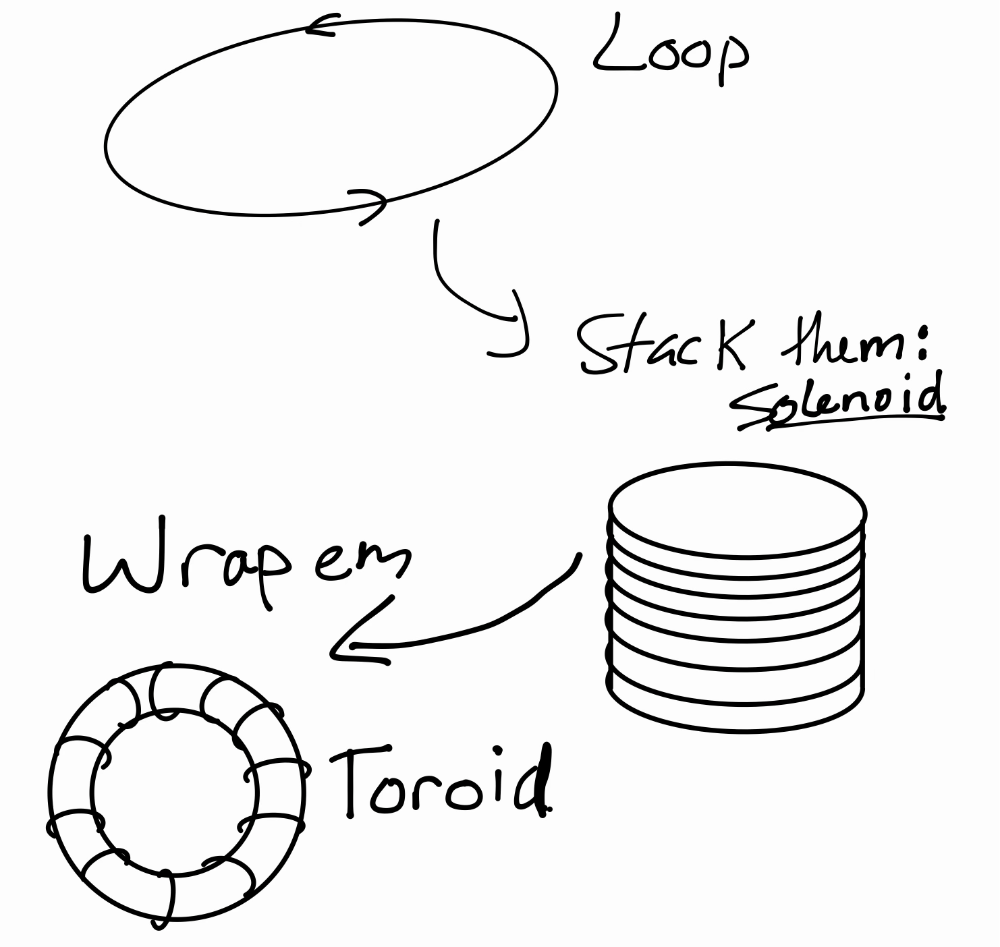 Loop
Stack them:
Solenoid
Wrap em
Toroid